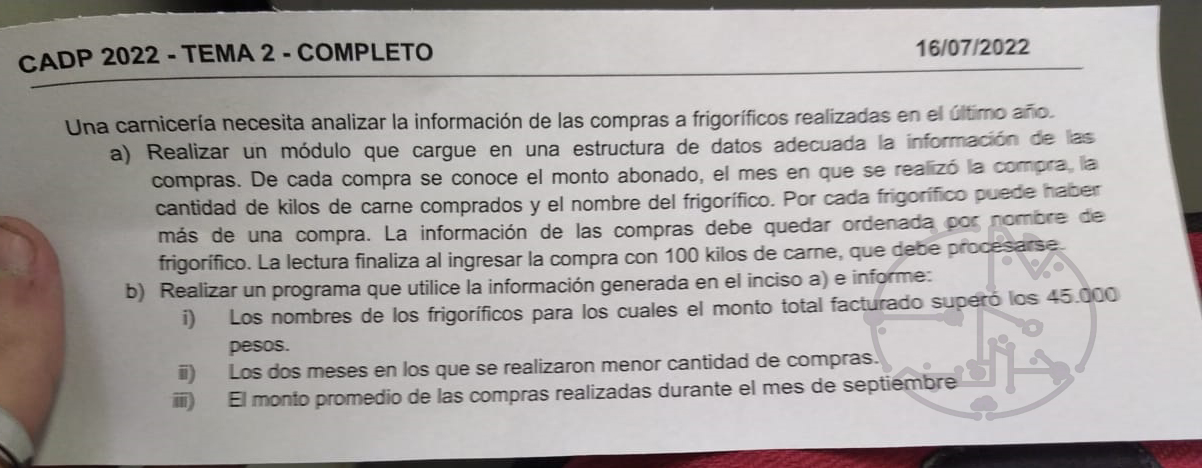 CADP 2022 - TEMA 2 - COMPLETO
16/07/2022
Una carnicería necesita analizar la información de las compras a frigoríficos realizadas en el último año.
a) Realizar un módulo que cargue en una estructura de datos adecuada la información de las
compras. De cada compra se conoce el monto abonado, el mes en que se realizó la compra, la
cantidad de kilos de carne comprados y el nombre del frigorífico. Por cada frigorífico puede haber
más de una compra. La información de las compras debe quedar ordenada por nombre de
frigorífico. La lectura finaliza al ingresar la compra con 100 kilos de carne, que debe procesarse.
b) Realizar un programa que utilice la información generada en el inciso a) e informe:
i) Los nombres de los frigoríficos para los cuales el monto total facturado superó los 45.000
pesos.
ii) Los dos meses en los que se realizaron menor cantidad de compras.
iii) El monto promedio de las compras realizadas durante el mes de septiembre